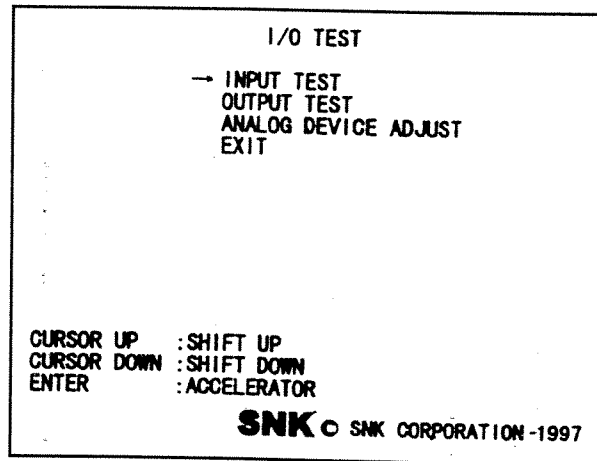 I/O TEST
→ INPUT TEST
OUTPUT TEST
ANALOG DEVICE ADJUST
EXIT
CURSOR UP :SHIFT UP
CURSOR DOWN :SHIFT DOWN
ENTER :ACCELERATOR
SNK © SNK CORPORATION-1997